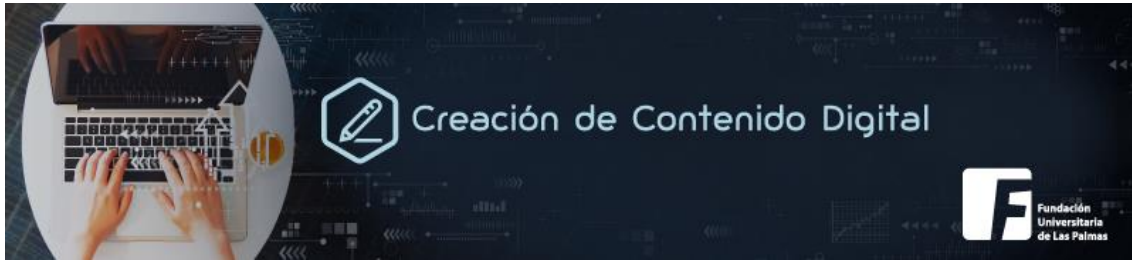 Creación de Contenido Digital
Fundación
Universitaria
de Las Palmas